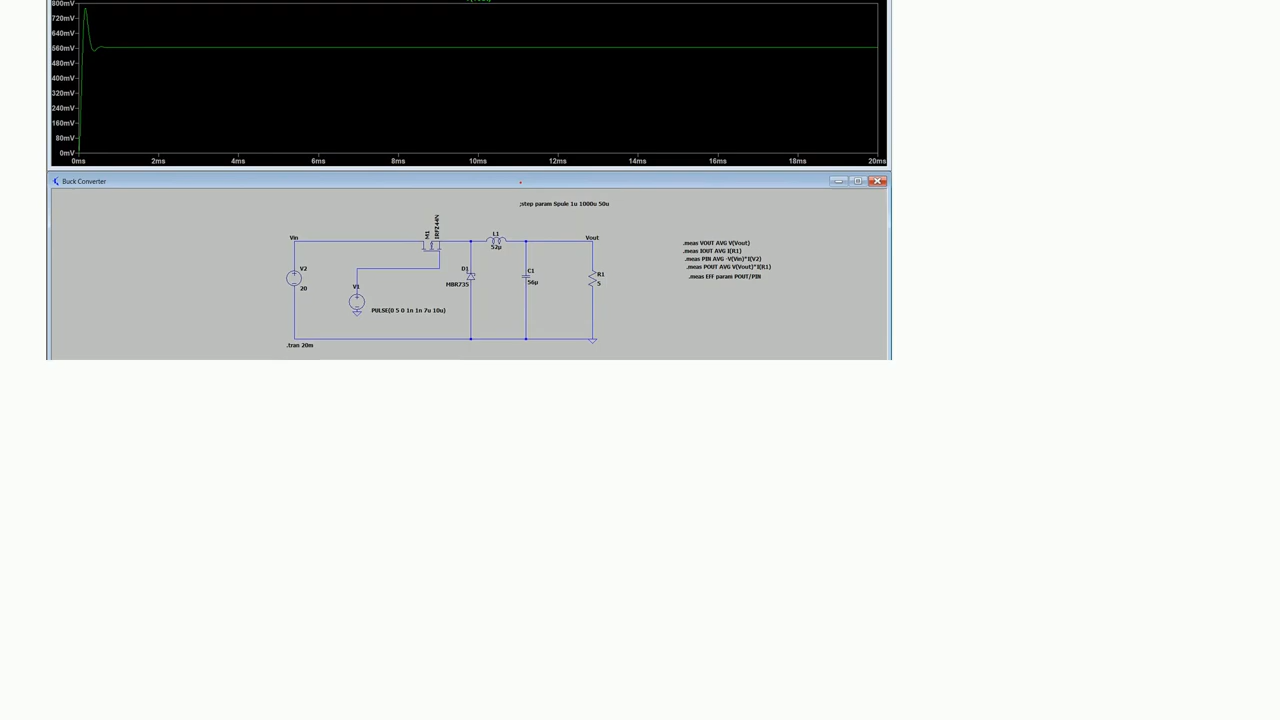 800mV
720mV
640mV
560mV
480mV
400mV
320mV
240mV
160mV
80mV
0mV
0ms 2ms 4ms 6ms 8ms 10ms 12ms 14ms 16ms 18ms 20ms
Buck Converter
;step param Spule 1u 1000u 50u
Vin
M1
IRFZ44N
L1
52µ
Vout
V2
20
V1
PULSE(0 5 0 1n 1n 7u 10u)
D1
MBR735
C1
56µ
R1
5
.tran 20m
.meas VOUT AVG V(Vout)
.meas IOUT AVG I(R1)
.meas PIN AVG -V(Vin)*I(V2)
.meas POUT AVG V(Vout)*I(R1)
.meas EFF param POUT/PIN